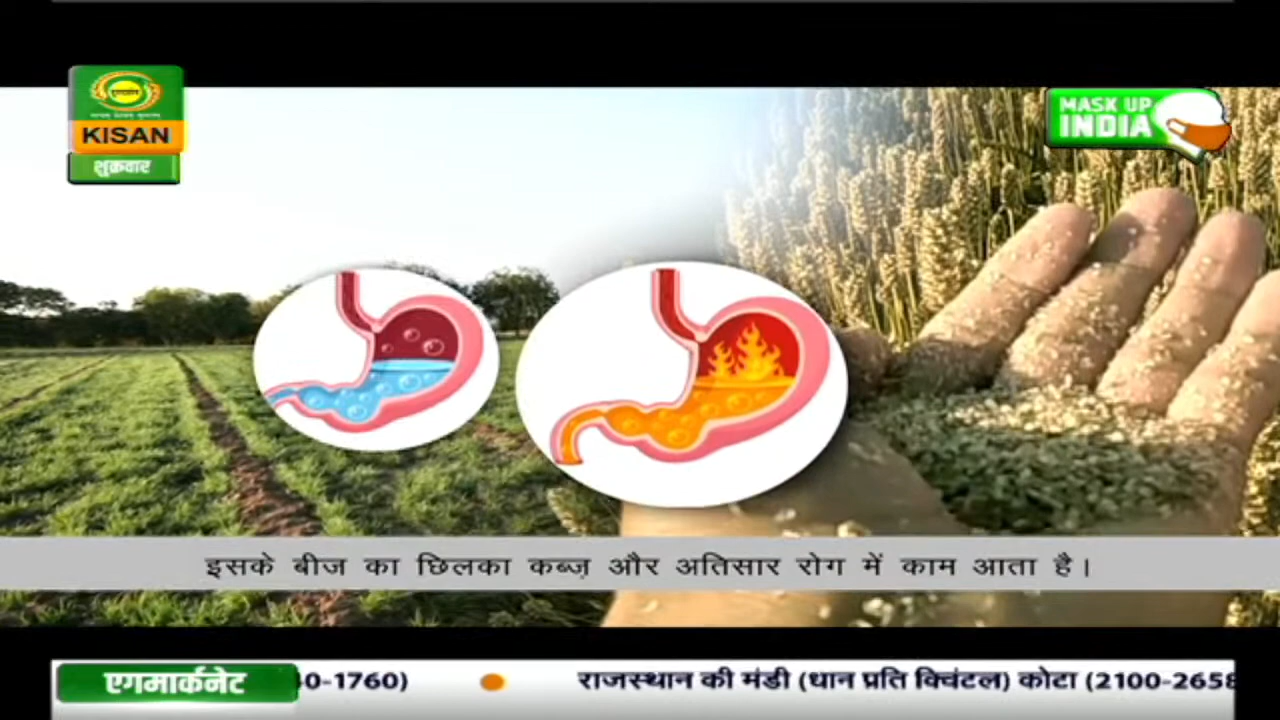 KISAN
शुक्रवार
MASK UP
INDIA
इसके बीज का छिलका कब्ज़ और अतिसार रोग में काम आता है।
एगमार्कनेट
0-1760)
राजस्थान की मंडी (धान प्रति क्विंटल) कोटा (2100-2658